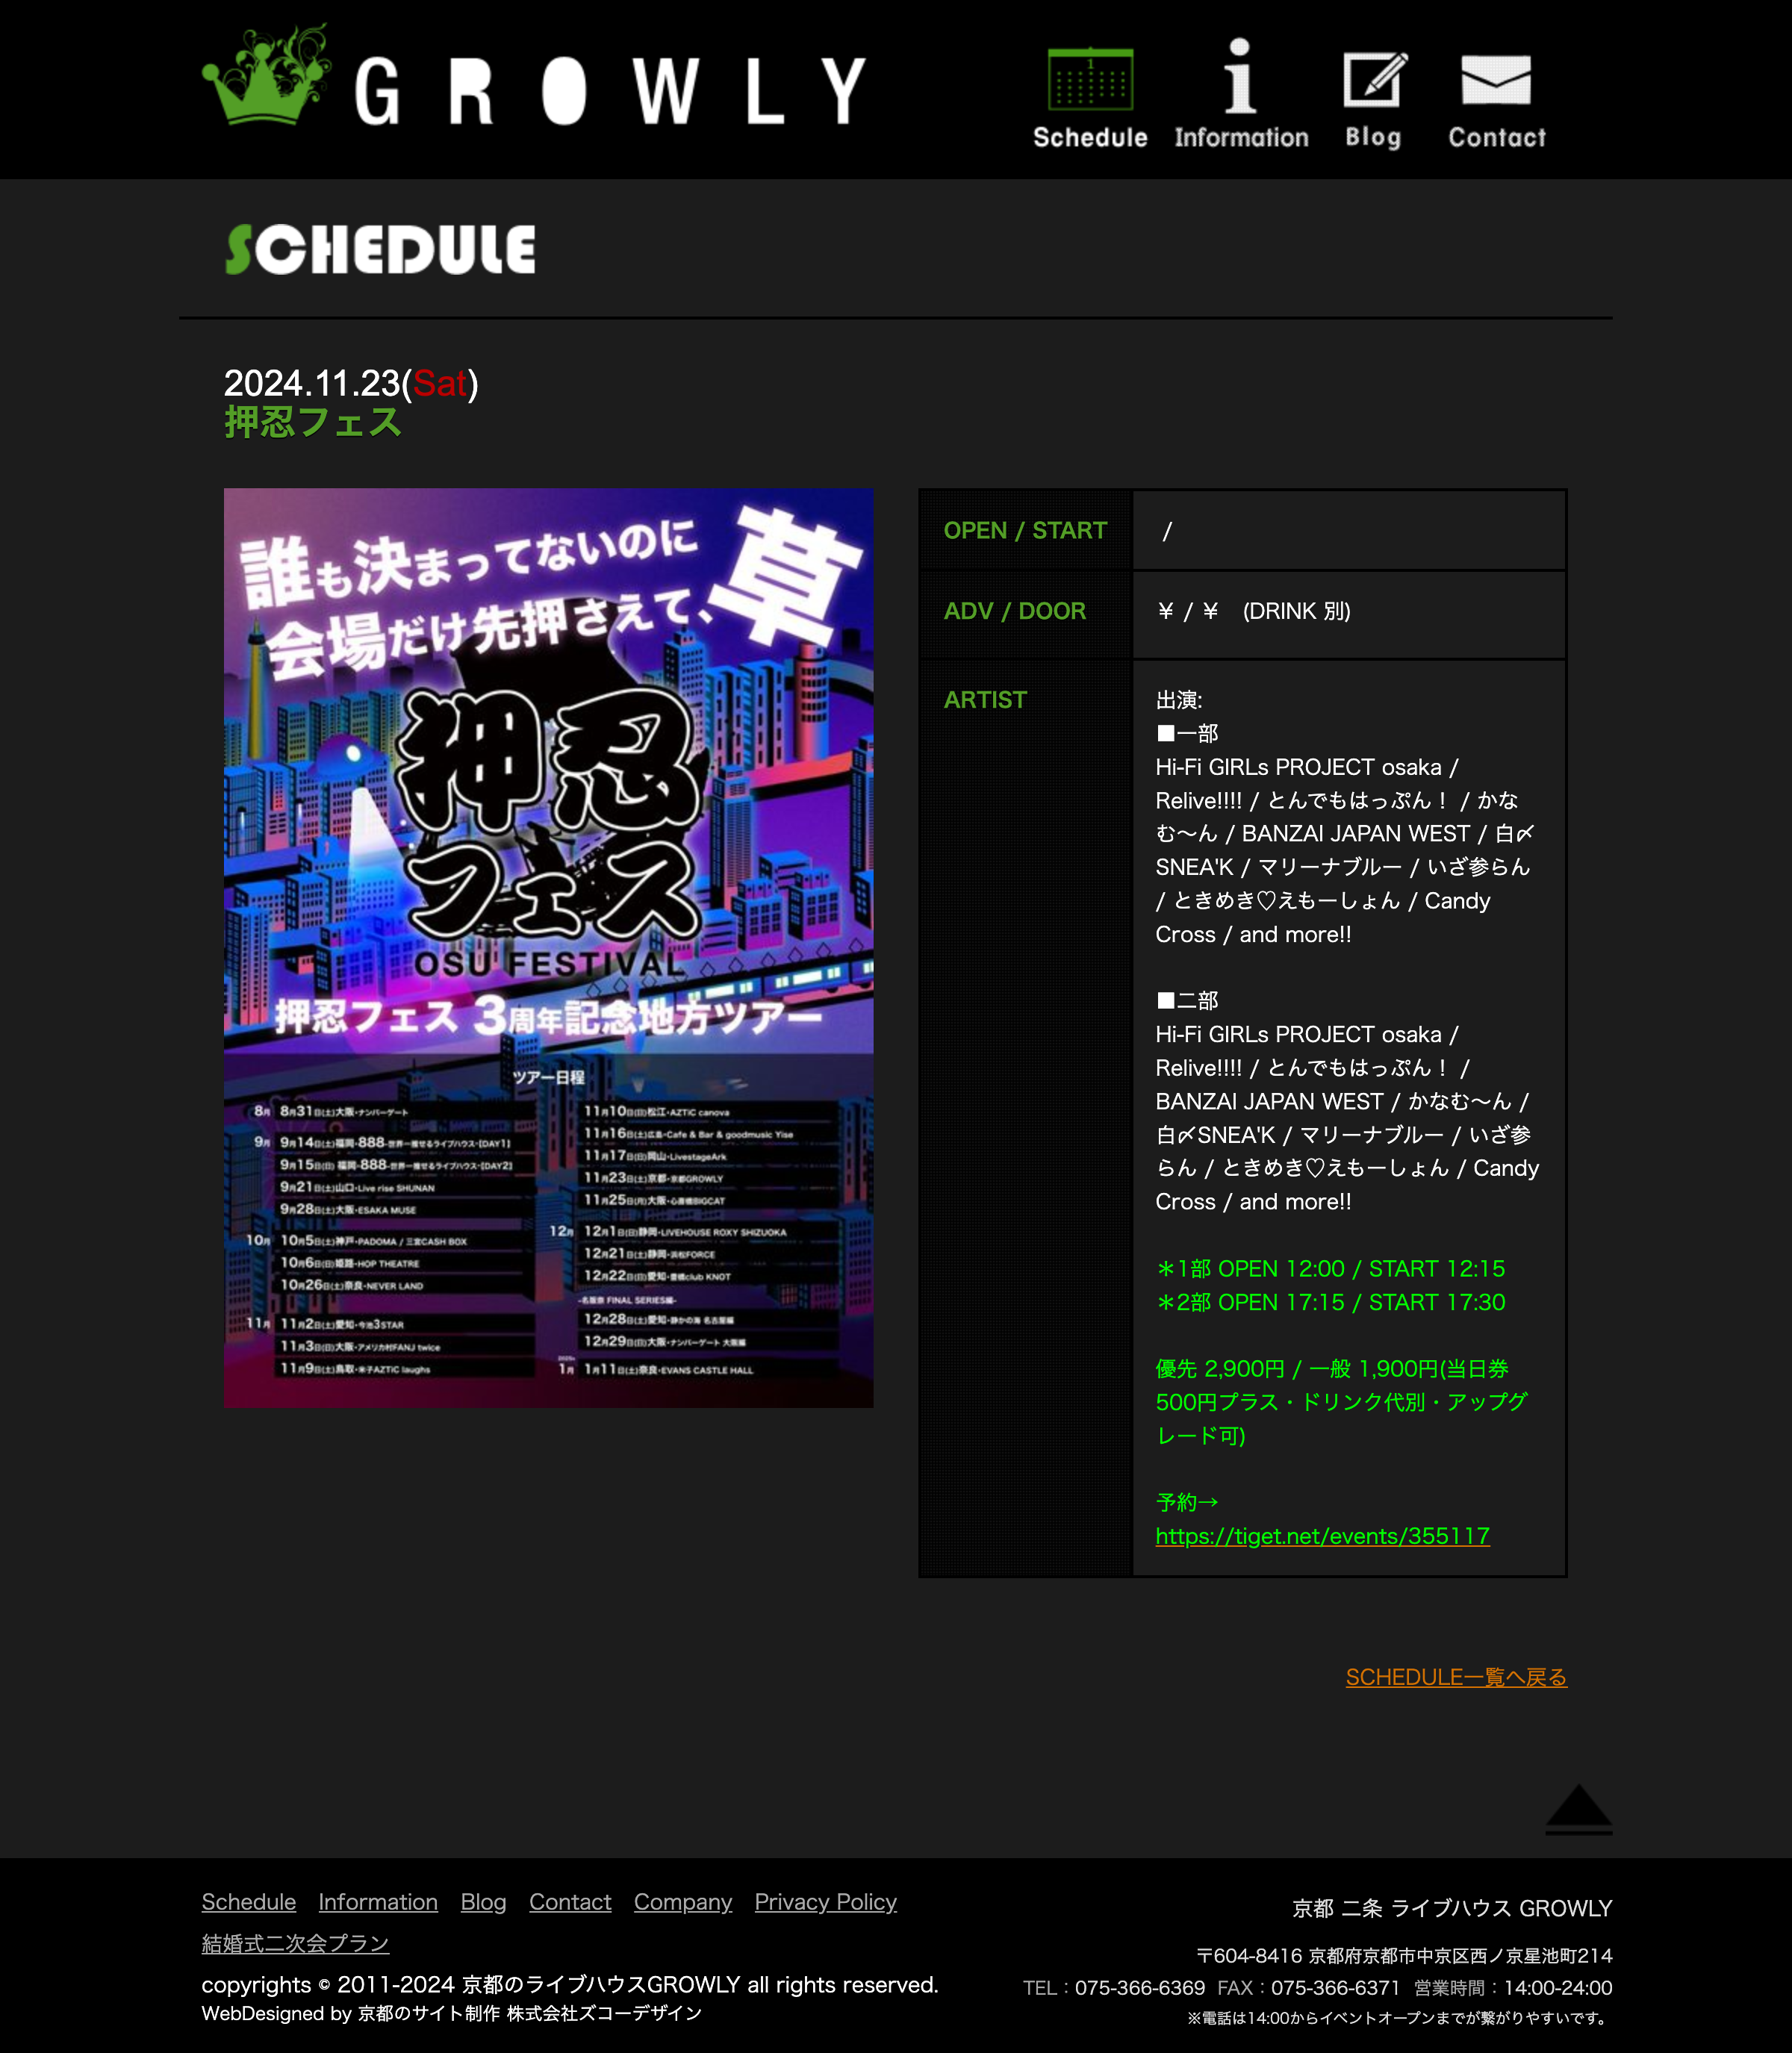 GROWLY
Schedule
Information
Blog
Contact
SCHEDULE
2024.11.23(Sat)
押忍フェス
誰も決まってないのに
会場だけ先押さえて、草
押忍
フェス
OSU FESTIVAL
押忍フェス 3周年記念地方ツアー
ツアー日程
8月 8月31日(土)大阪・ナンバーゲート
9月 9月14日(土)福岡・888-世界一痩せるライブハウス-[DAY1]
9月15日(日) 福岡・888-世界一痩せるライブハウス-[DAY2]
9月21日(土)山口・Live rise SHUNAN
9月28日(土)大阪・ESAKA MUSE
10月 10月5日(土)神戸・PADOMA / 三宮CASH BOX
10月6日(日)姫路・HOP THEATRE
10月26日(土)奈良・NEVER LAND
11月 11月2日(土)愛知・今池3STAR
11月3日(日)大阪・アメリカ村FANJ twice
11月9日(土)鳥取・米子AZTiC laughs
11月10日(日)松江・AZTiC canova
11月16日(土)広島・Cafe & Bar & goodmusic Yise
11月17日(日)岡山・LivestageArk
11月23日(土)京都・京都GROWLY
11月25日(月)大阪・心斎橋BIGCAT
12月 12月1日(日)静岡・LIVEHOUSE ROXY SHIZUOKA
12月21日(土)静岡・浜松FORCE
12月22日(日)愛知・豊橋club KNOT
-名阪奈 FINAL SERIES編-
12月28日(土)愛知・静かの海 名古屋編
12月29日(日)大阪・ナンバーゲート 大阪編
1月 1月11日(土)奈良・EVANS CASTLE HALL
OPEN / START
/
ADV / DOOR
¥ / ¥ (DRINK 別)
ARTIST
出演:
■一部
Hi-Fi GIRLs PROJECT osaka /
Relive!!!! / とんでもはっぷん！ / かな
む〜ん / BANZAI JAPAN WEST / 白〆
SNEA'K / マリーナブルー / いざ参らん
/ ときめき♡えもーしょん / Candy
Cross / and more!!
■二部
Hi-Fi GIRLs PROJECT osaka /
Relive!!!! / とんでもはっぷん！ /
BANZAI JAPAN WEST / かなむ〜ん /
白〆SNEA'K / マリーナブルー / いざ参
らん / ときめき♡えもーしょん / Candy
Cross / and more!!
＊1部 OPEN 12:00 / START 12:15
＊2部 OPEN 17:15 / START 17:30
優先 2,900円 / 一般 1,900円(当日券
500円プラス・ドリンク代別・アップグ
レード可)
予約→
https://tiget.net/events/355117
SCHEDULE一覧へ戻る
Schedule Information Blog Contact Company Privacy Policy
結婚式二次会プラン
copyrights © 2011-2024 京都のライブハウスGROWLY all rights reserved.
WebDesigned by 京都のサイト制作 株式会社ズコーデザイン
京都 二条 ライブハウス GROWLY
〒604-8416 京都府京都市中京区西ノ京星池町214
TEL：075-366-6369 FAX：075-366-6371 営業時間：14:00-24:00
※電話は14:00からイベントオープンまでが繋がりやすいです。